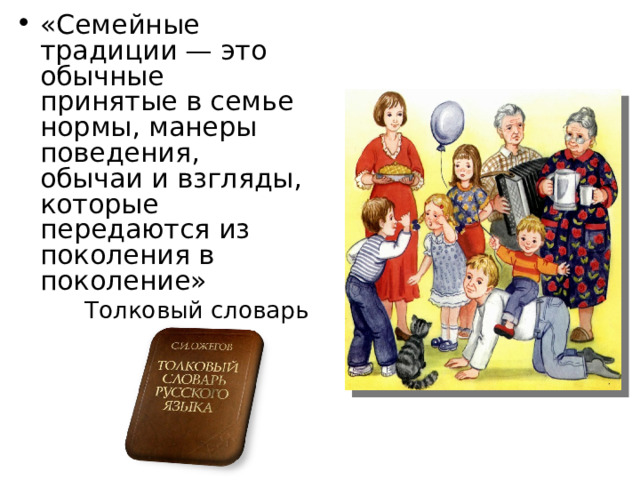 • «Семейные
традиции — это
обычные
принятые в семье
нормы, манеры
поведения,
обычаи и взгляды,
которые
передаются из
поколения в
поколение»
Толковый словарь
С.И.ОЖЕГОВ
ТОЛКОВЫЙ
СЛОВАРЬ
РУССКОГО
ЯЗЫКА